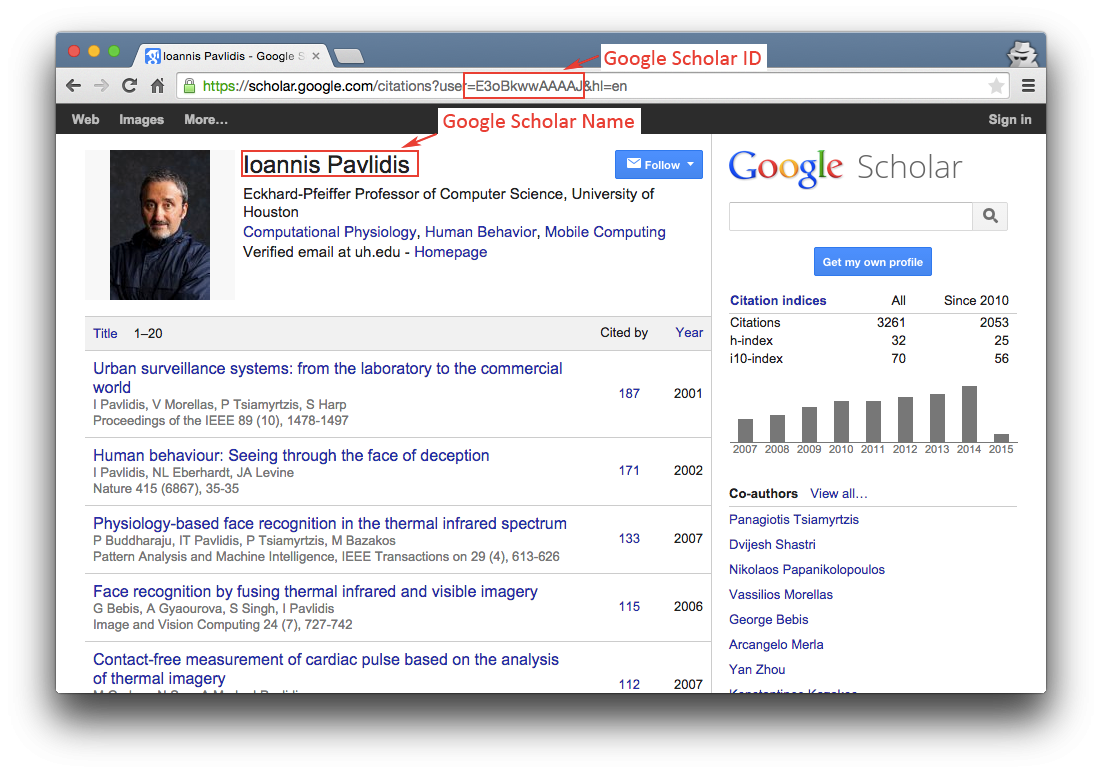 Ioannis Pavlidis - Google S
Google Scholar ID
https://scholar.google.com/citations?user=E3oBkwwAAAAJ&hl=en
Web Images More... Sign in
Google Scholar Name
Ioannis Pavlidis
Follow
Eckhard-Pfeiffer Professor of Computer Science, University of
Houston
Computational Physiology, Human Behavior, Mobile Computing
Verified email at uh.edu - Homepage
Google Scholar
Get my own profile
Title 1–20 Cited by Year
Urban surveillance systems: from the laboratory to the commercial
world
I Pavlidis, V Morellas, P Tsiamyrtzis, S Harp
Proceedings of the IEEE 89 (10), 1478-1497
187 2001
Human behaviour: Seeing through the face of deception
I Pavlidis, NL Eberhardt, JA Levine
Nature 415 (6867), 35-35
171 2002
Physiology-based face recognition in the thermal infrared spectrum
P Buddharaju, IT Pavlidis, P Tsiamyrtzis, M Bazakos
Pattern Analysis and Machine Intelligence, IEEE Transactions on 29 (4), 613-626
133 2007
Face recognition by fusing thermal infrared and visible imagery
G Bebis, A Gyaourova, S Singh, I Pavlidis
Image and Vision Computing 24 (7), 727-742
115 2006
Contact-free measurement of cardiac pulse based on the analysis
of thermal imagery
112 2007
Citation indices All Since 2010
Citations 3261 2053
h-index 32 25
i10-index 70 56
2007 2008 2009 2010 2011 2012 2013 2014 2015
Co-authors View all...
Panagiotis Tsiamyrtzis
Dvijesh Shastri
Nikolaos Papanikolopoulos
Vassilios Morellas
George Bebis
Arcangelo Merla
Yan Zhou